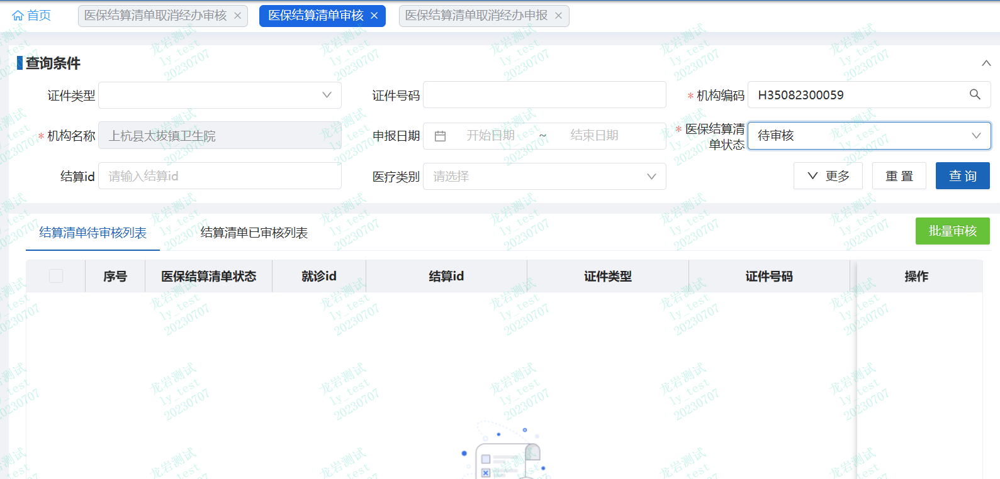 首页 医保结算清单取消经办审核 × 医保结算清单审核 × 医保结算清单取消经办申报 ×
查询条件
证件类型 证件号码 * 机构编码 H35082300059
* 机构名称 上杭县太拔镇卫生院 申报日期 开始日期 ~ 结束日期 * 医保结算清单状态 待审核
结算id 请输入结算id 医疗类别 请选择 更多 重置 查询
结算清单待审核列表 结算清单已审核列表 批量审核
序号 医保结算清单状态 就诊id 结算id 证件类型 证件号码 操作
龙岩测试
ly_test
20230707